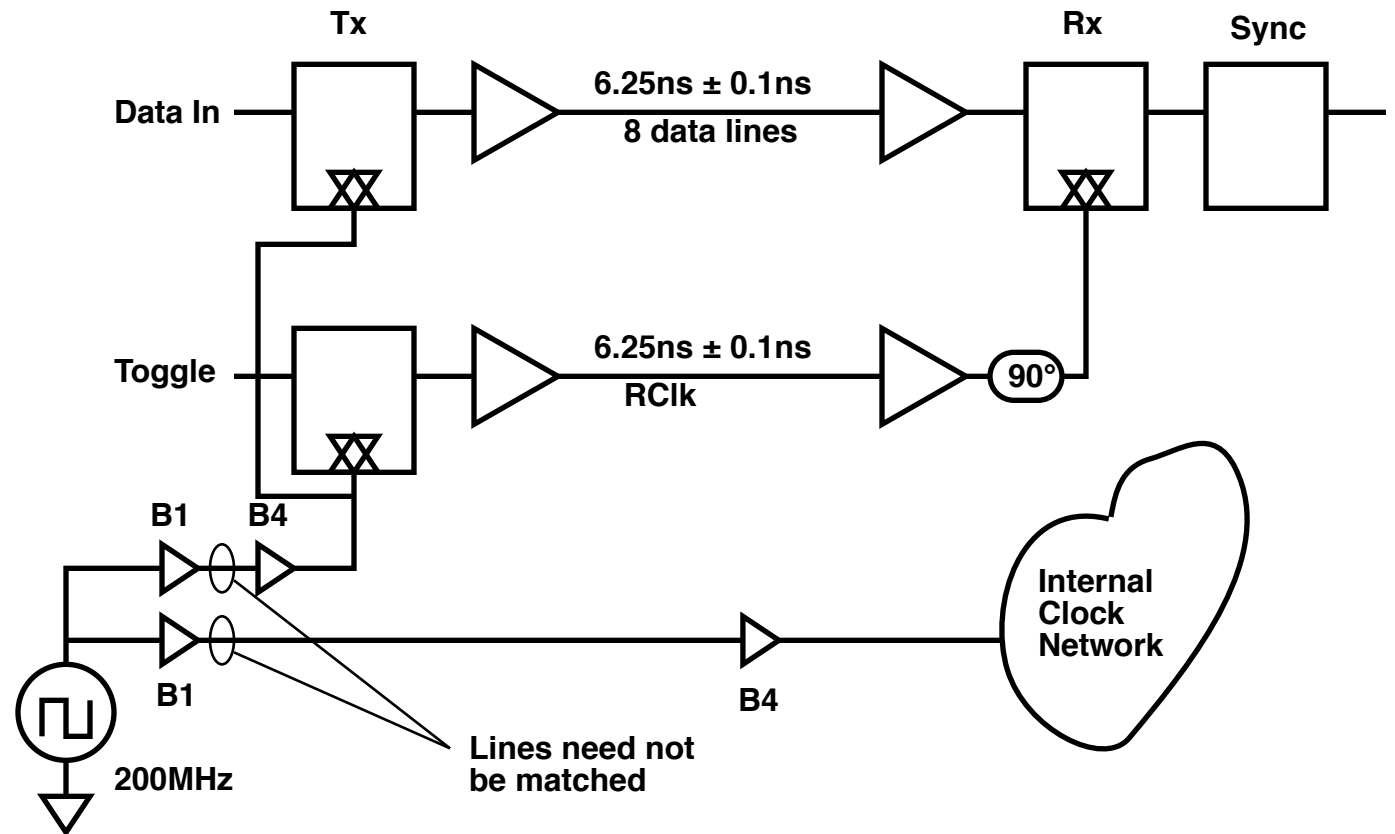 Tx
Rx
Sync
Data In
6.25ns ± 0.1ns
8 data lines
Toggle
6.25ns ± 0.1ns
RClk
90°
B1
B4
Internal
Clock
Network
B1
B4
Lines need not
be matched
200MHz